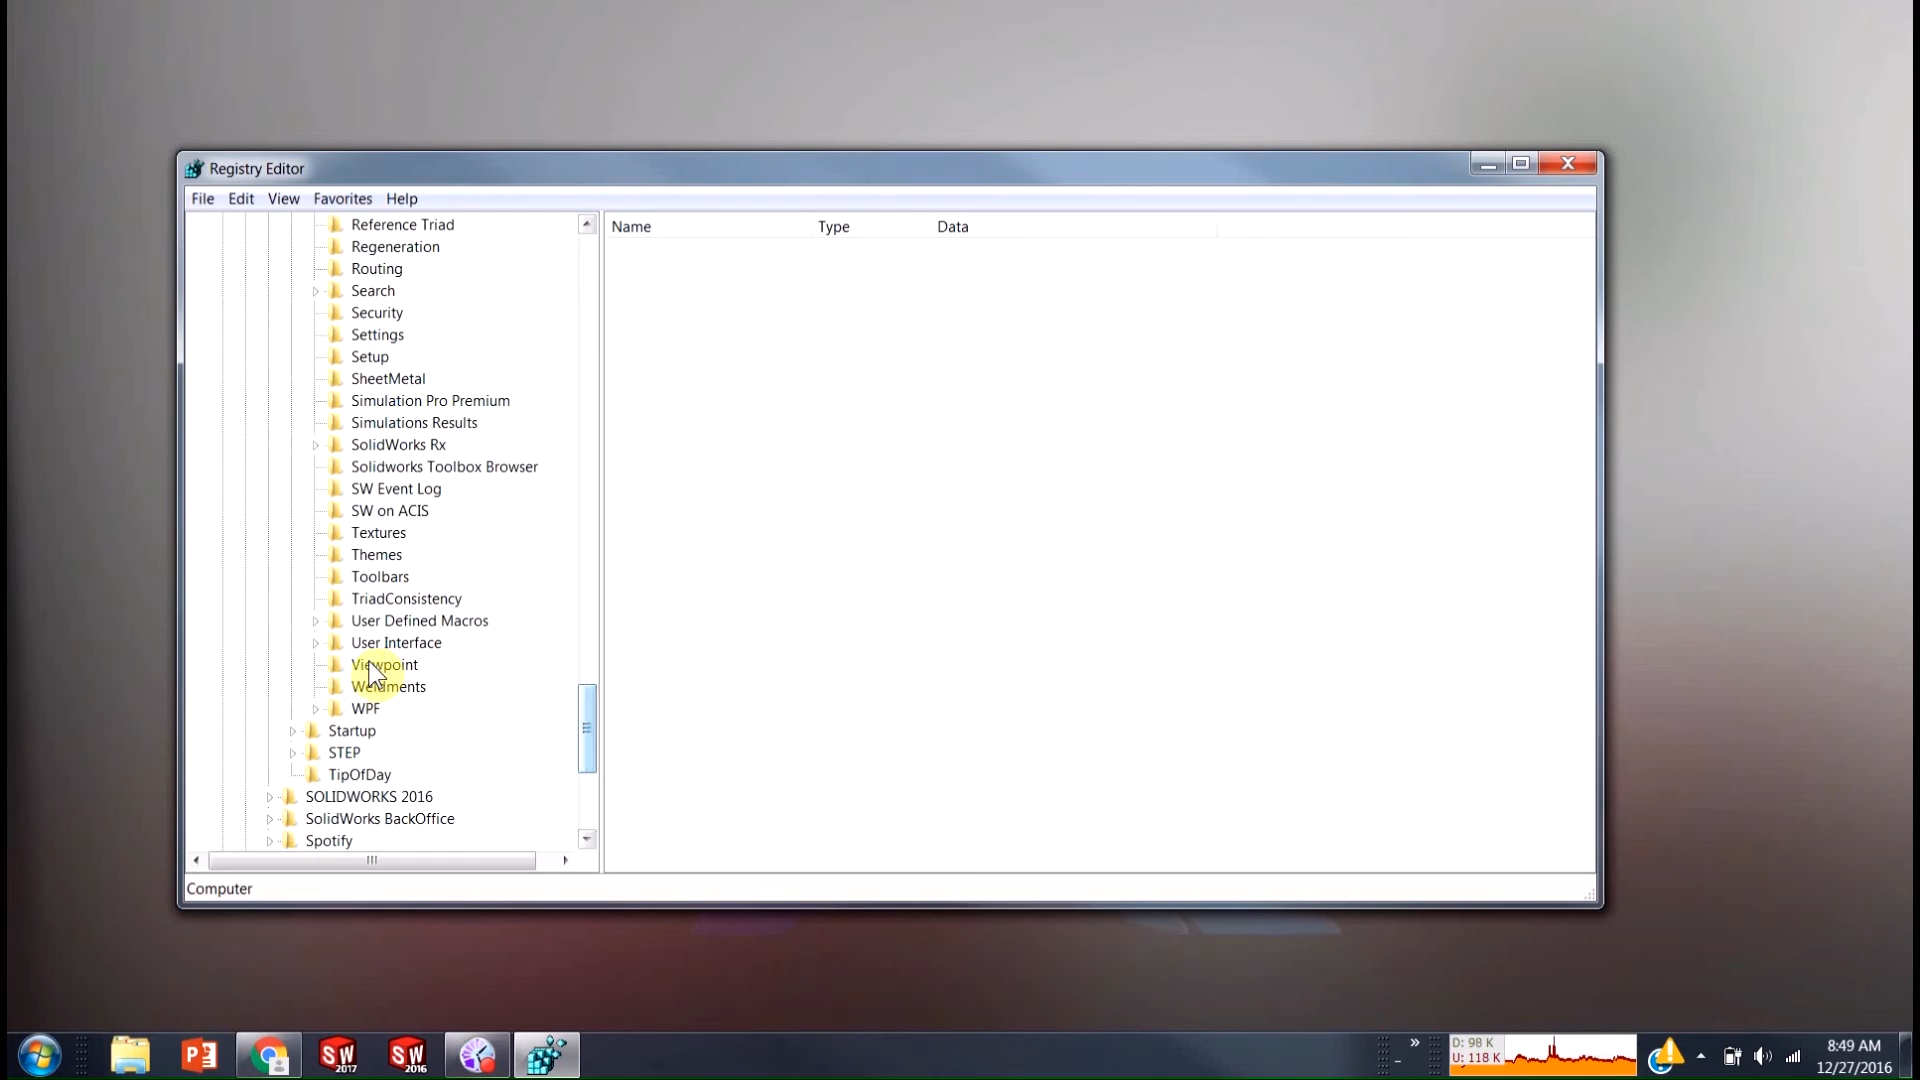 Registry Editor
File Edit View Favorites Help
Name Type Data
Reference Triad
Regeneration
Routing
Search
Security
Settings
Setup
SheetMetal
Simulation Pro Premium
Simulations Results
SolidWorks Rx
Solidworks Toolbox Browser
SW Event Log
SW on ACIS
Textures
Themes
Toolbars
TriadConsistency
User Defined Macros
User Interface
Viewpoint
Weldments
WPF
Startup
STEP
TipOfDay
SOLIDWORKS 2016
SolidWorks BackOffice
Spotify
Computer
P
SW 2017
SW 2016
D: 98 K
U: 118 K
8:49 AM
12/27/2016